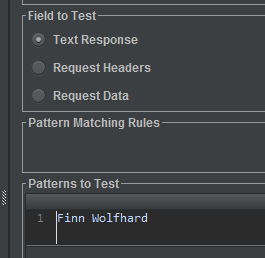 Field to Test
Text Response
Request Headers
Request Data
Pattern Matching Rules
Patterns to Test
1 Finn Wolfhard